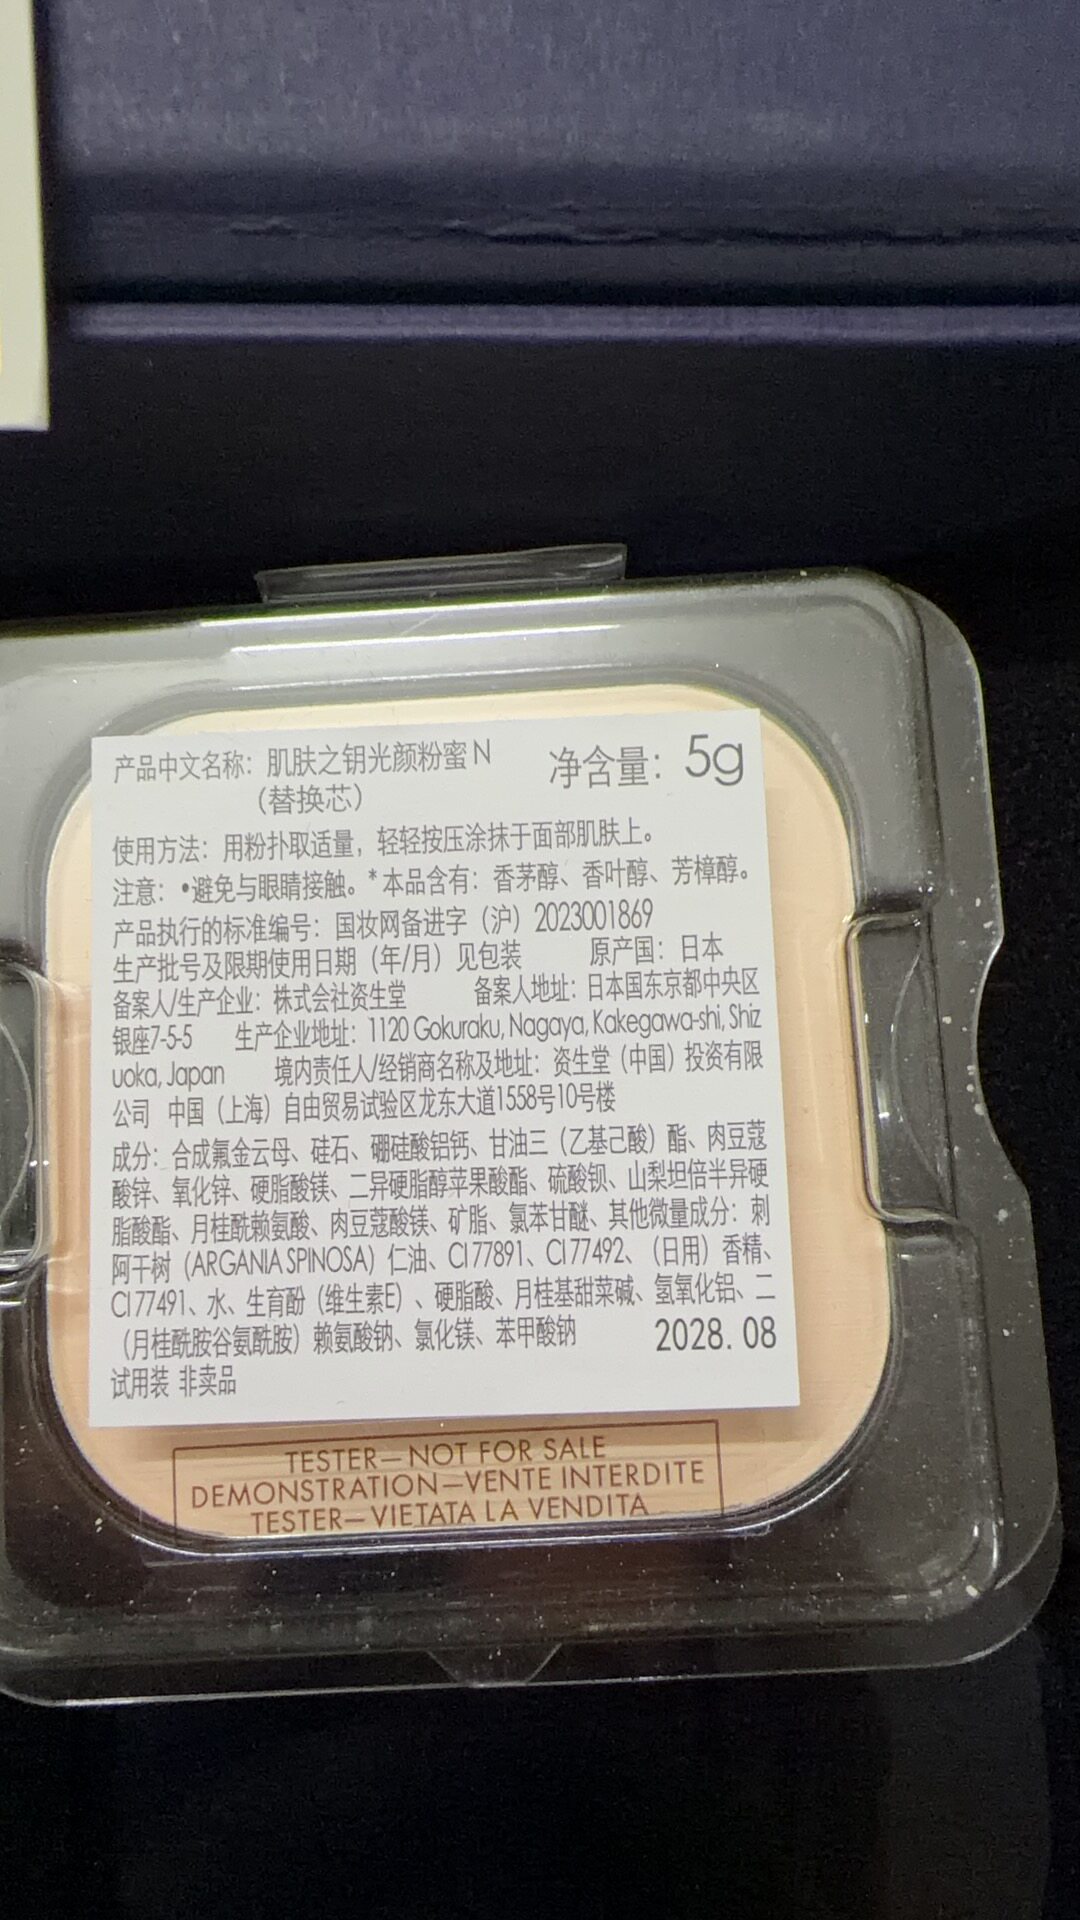 产品中文名称：肌肤之钥光颜粉蜜N 净含量：5g
（替换芯）
使用方法：用粉扑取适量，轻轻按压涂抹于面部肌肤上。
注意：•避免与眼睛接触。*本品含有：香茅醇、香叶醇、芳樟醇。
产品执行的标准编号：国妆网备进字（沪）2023001869
生产批号及限期使用日期（年/月）见包装 原产国：日本
备案人/生产企业：株式会社资生堂 备案人地址：日本国东京都中央区
银座7-5-5 生产企业地址：1120 Gokuraku, Nagaya, Kakegawa-shi, Shiz
uoka, Japan 境内责任人/经销商名称及地址：资生堂（中国）投资有限
公司 中国（上海）自由贸易试验区龙东大道1558号10号楼
成分：合成氟金云母、硅石、硼硅酸铝钙、甘油三（乙基己酸）酯、肉豆蔻
酸锌、氧化锌、硬脂酸镁、二异硬脂醇苹果酸酯、硫酸钡、山梨坦倍半异硬
脂酸酯、月桂酰赖氨酸、肉豆蔻酸镁、矿脂、氯苯甘醚、其他微量成分：刺
阿干树（ARGANIA SPINOSA）仁油、CI 77891、CI 77492、（日用）香精、
CI 77491、水、生育酚（维生素E）、硬脂酸、月桂基甜菜碱、氢氧化铝、二
（月桂酰胺谷氨酰胺）赖氨酸钠、氯化镁、苯甲酸钠 2028. 08
试用装 非卖品
TESTER—NOT FOR SALE
DEMONSTRATION—VENTE INTERDITE
TESTER—VIETATA LA VENDITA